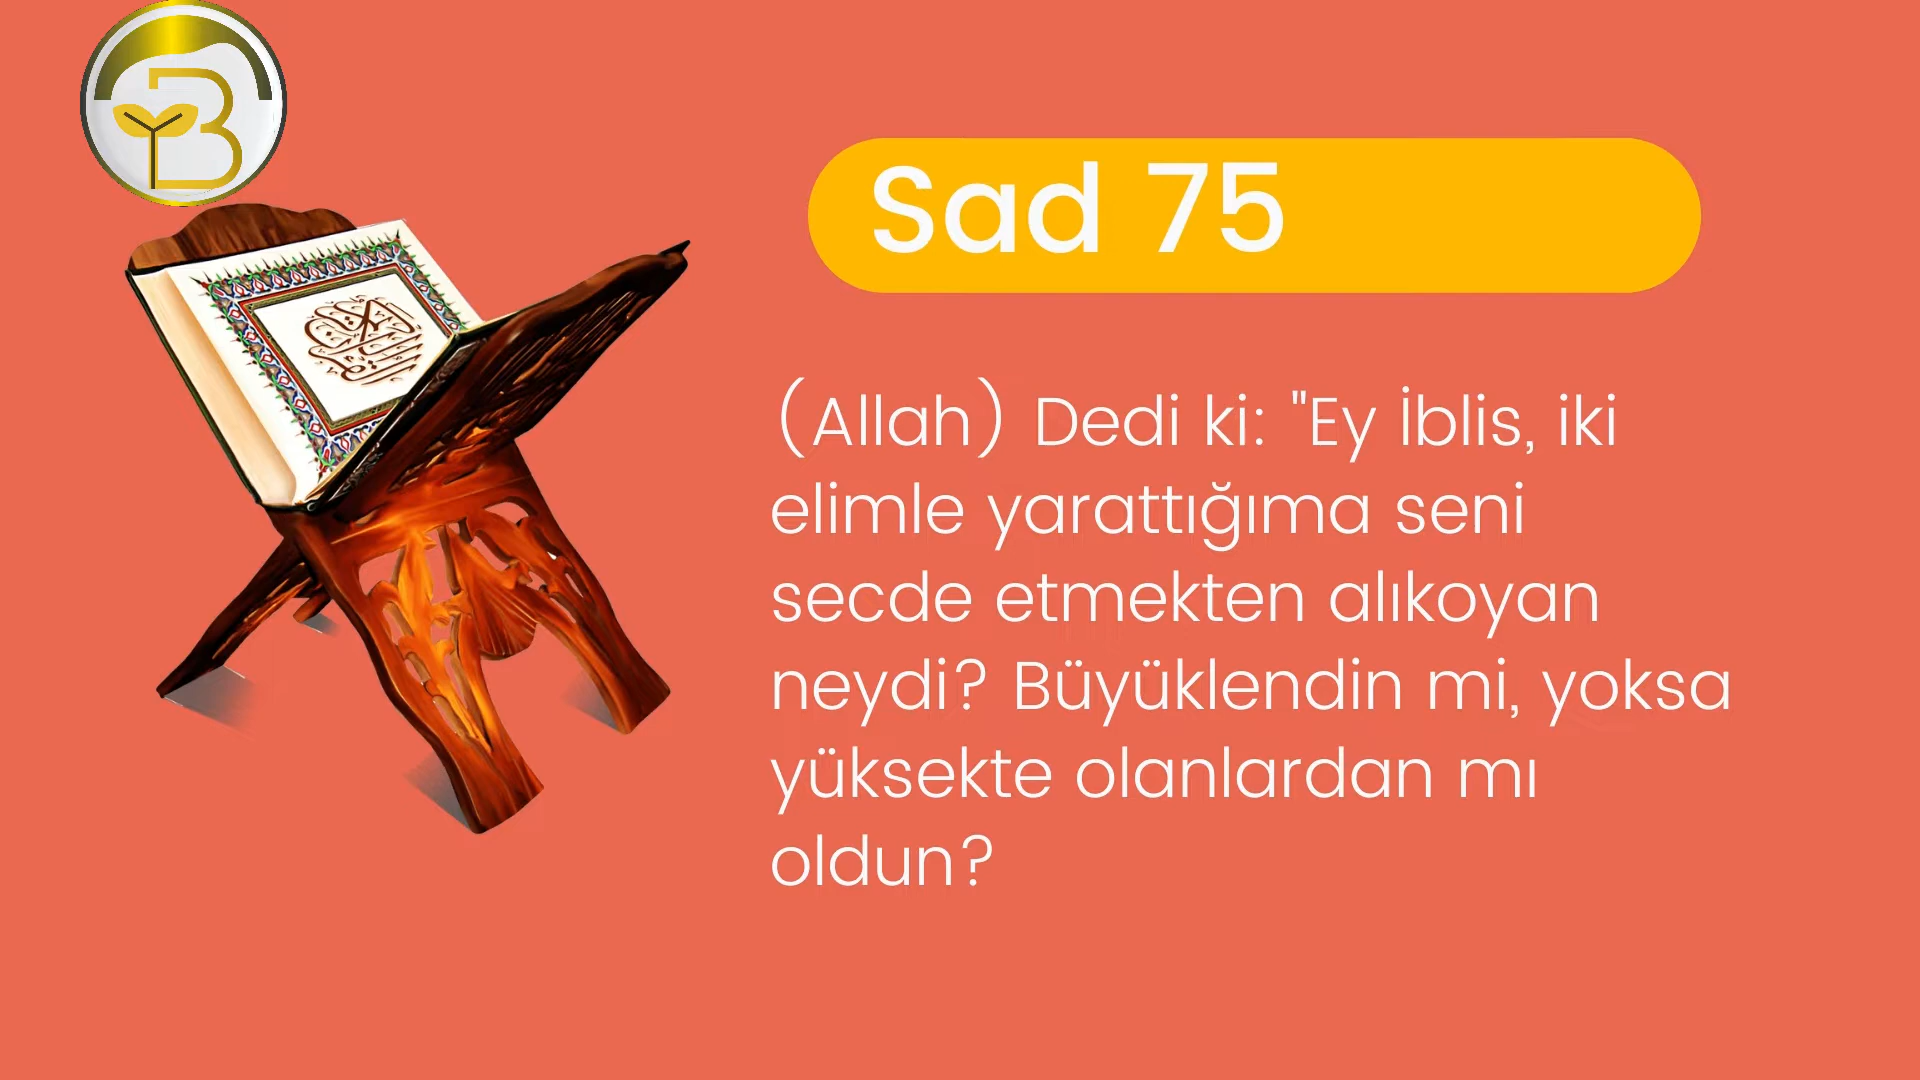 B
Sad 75
(Allah) Dedi ki: "Ey İblis, iki
elimle yarattığıma seni
secde etmekten alıkoyan
neydi? Büyüklendin mi, yoksa
yüksekte olanlardan mı
oldun?